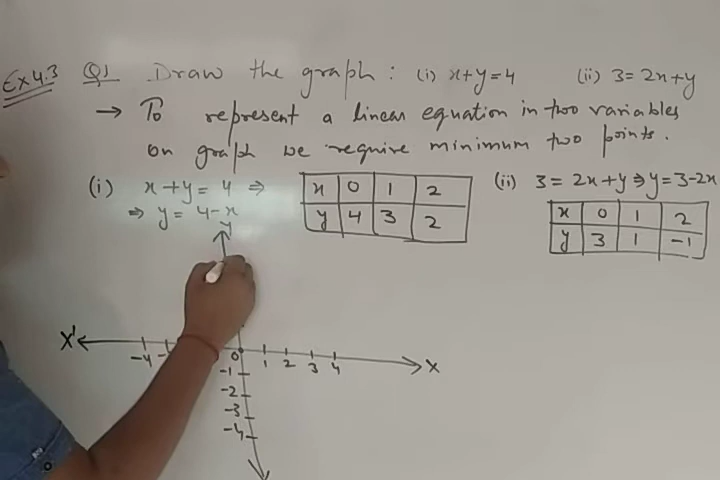 Ex 4.3 Q1 Draw the graph : (i) x+y=4 (ii) 3=2x+y
→ To represent a linear equation in two variables
on graph we require minimum two points.
(i) x+y=4 ⇒
⇒ y=4-x
x 0 1 2
y 4 3 2
(ii) 3=2x+y⇒y=3-2x
x 0 1 2
y 3 1 -1
Y
X' -4 0 1 2 3 4 X
-1
-2
-3
-4